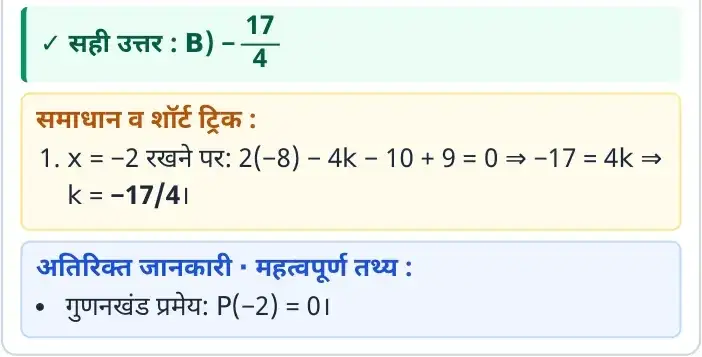 ✓ सही उत्तर : B) − 17/4
समाधान व शॉर्ट ट्रिक :
1. x = −2 रखने पर: 2(−8) − 4k − 10 + 9 = 0 ⇒ −17 = 4k ⇒
k = −17/4।
अतिरिक्त जानकारी · महत्वपूर्ण तथ्य :
• गुणनखंड प्रमेय: P(−2) = 0।